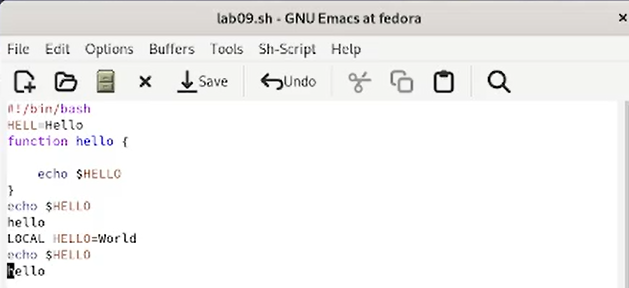 lab09.sh - GNU Emacs at fedora
File Edit Options Buffers Tools Sh-Script Help
Save Undo
#!/bin/bash
HELL=Hello
function hello {
    echo $HELLO
}
echo $HELLO
hello
LOCAL HELLO=World
echo $HELLO
hello